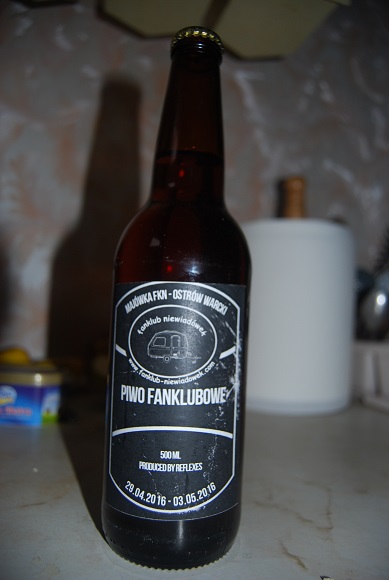 MAJÓWKA FKN - OSTRÓW WARCKI
fanklub niewiadówek
www.fanklub-niewiadowek.com
PIWO FANKLUBOWE
500 ML
PRODUCED BY REFLEXES
29.04.2016 - 03.05.2016